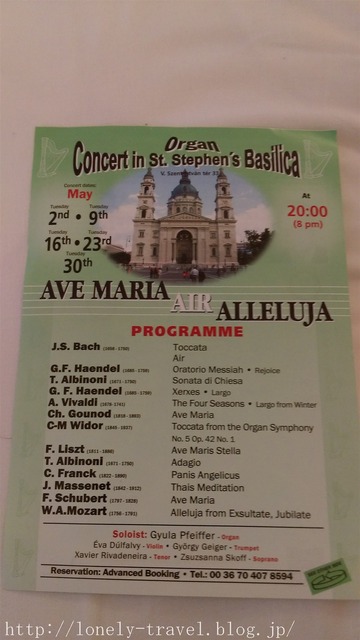 Organ
Concert in St. Stephen's Basilica
V. Szent István tér 33
Concert dates:
May
Tuesday Tuesday
2nd • 9th
Tuesday Tuesday
16th • 23rd
Tuesday
30th
At
20:00
(8 pm)
AVE MARIA AIR ALLELUJA
PROGRAMME
J.S. Bach (1685 - 1750) Toccata
Air
G.F. Haendel (1685 - 1759) Oratorio Messiah • Rejoice
T. Albinoni (1671 - 1750) Sonata di Chiesa
G. F. Haendel (1685 - 1759) Xerxes • Largo
A. Vivaldi (1678-1741) The Four Seasons • Largo from Winter
Ch. Gounod (1818 - 1893) Ave Maria
C-M Widor (1845 - 1937) Toccata from the Organ Symphony
No. 5 Op. 42 No. 1
F. Liszt (1811 - 1886) Ave Maris Stella
T. Albinoni (1671 - 1750) Adagio
C. Franck (1822 - 1890) Panis Angelicus
J. Massenet (1842 - 1912) Thais Meditation
F. Schubert (1797 - 1828) Ave Maria
W.A.Mozart (1756 - 1791) Alleluja from Exsultate, Jubilate
Soloists: Gyula Pfeiffer - Organ
Éva Dúlfalvy - Violin • György Geiger - Trumpet
Xavier Rivadeneira - Tenor • Zsuzsanna Skoff - Soprano
Reservation: Advanced Booking • Tel.: 00 36 70 407 8594
http://lonely-travel.blog.jp/